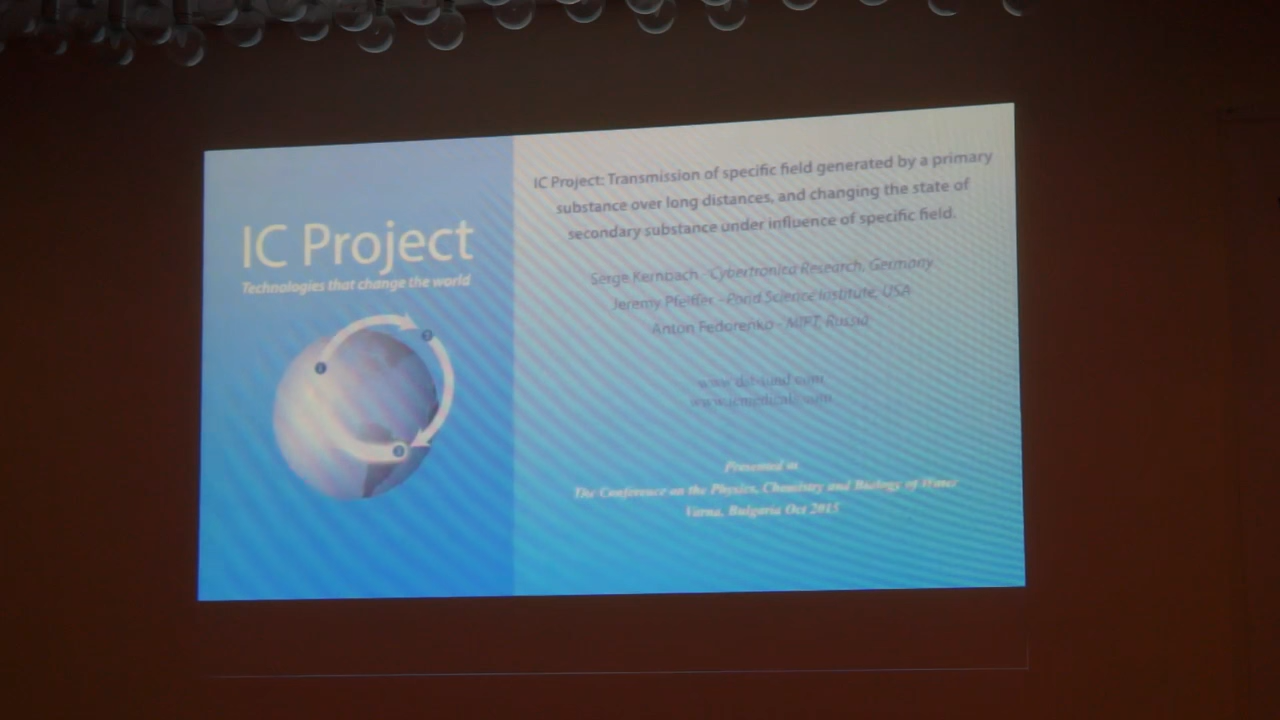 IC Project
Technologies that change the world
1
2
3
IC Project: Transmission of specific field generated by a primary
substance over long distances, and changing the state of
secondary substance under influence of specific field.
Serge Kernbach - Cybertronica Research, Germany
Jeremy Pfeiffer - Pond Science Institute, USA
Anton Fedorenko - MIPT, Russia
Presented at
The Conference on the Physics, Chemistry and Biology of Water
Varna, Bulgaria Oct 2015